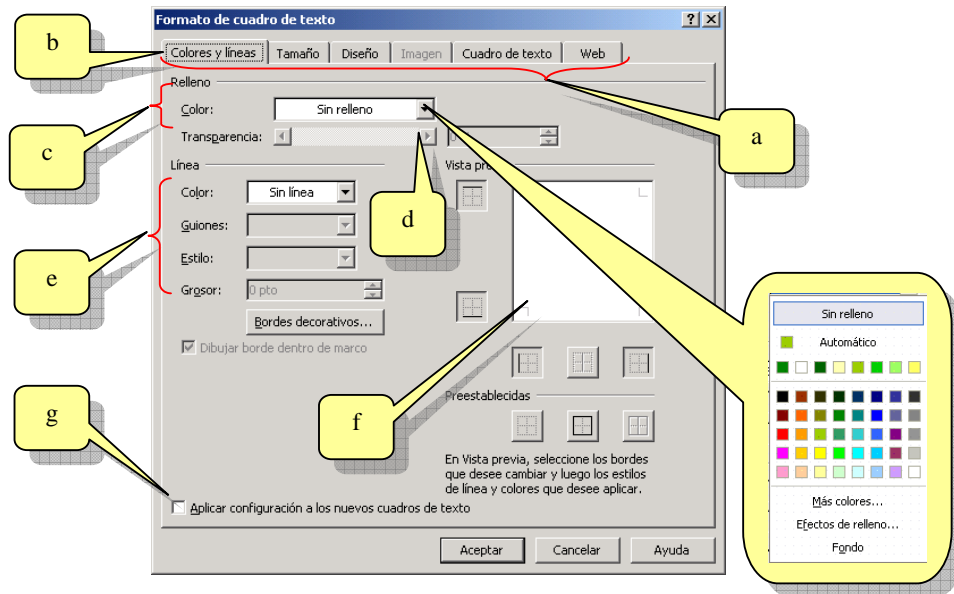 Formato de cuadro de texto
b
Colores y líneas Tamaño Diseño Imagen Cuadro de texto Web
Relleno
Color: Sin relleno
a
Transparencia: 0
c
Línea
Vista pre
Color: Sin línea
d
Guiones:
Estilo:
e
Grosor: 0 pto
Bordes decorativos...
Dibujar borde dentro de marco
Sin relleno
Automático
g
f
Preestablecidas
En Vista previa, seleccione los bordes
que desee cambiar y luego los estilos
de línea y colores que desee aplicar.
Aplicar configuración a los nuevos cuadros de texto
Más colores...
Efectos de relleno...
Fondo
Aceptar Cancelar Ayuda